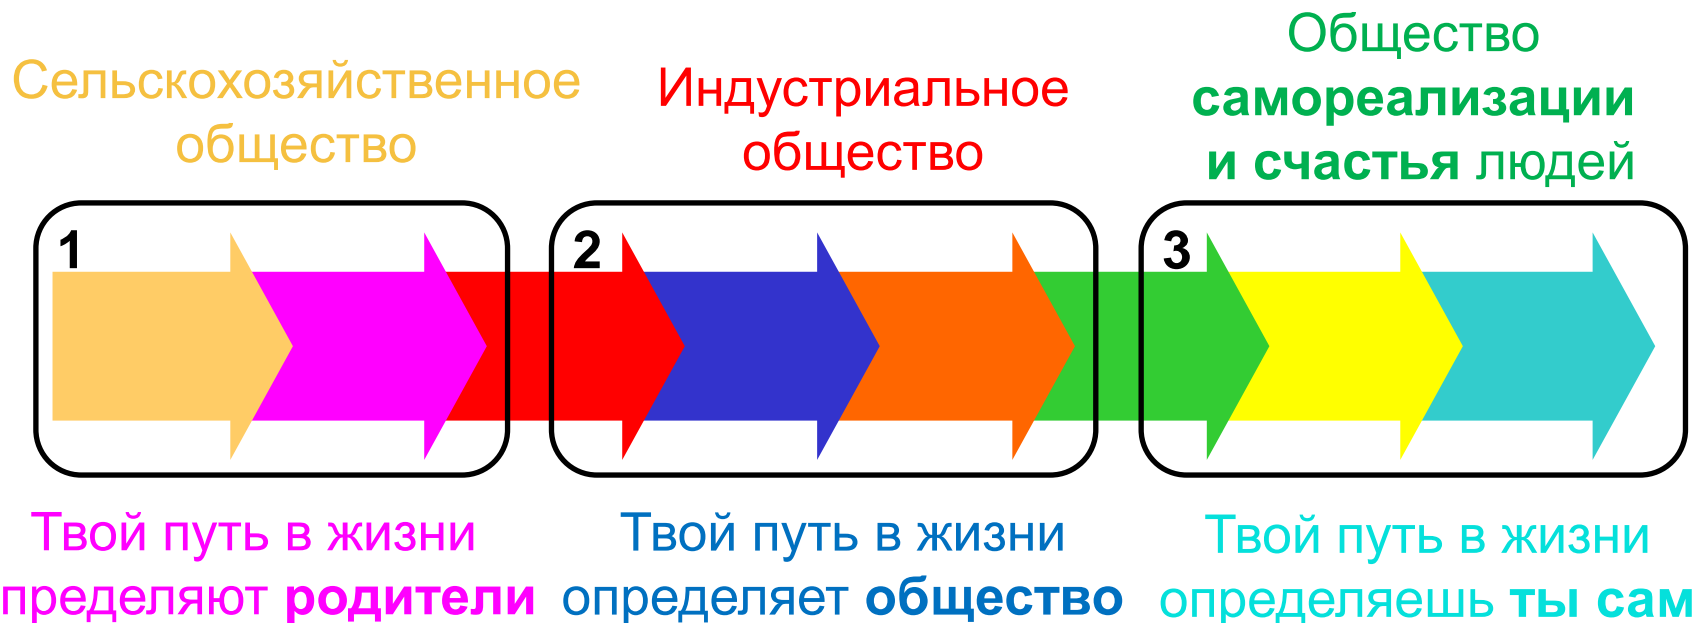 Сельскохозяйственное
общество
Индустриальное
общество
Общество
самореализации
и счастья людей
1
2
3
Твой путь в жизни
пределяют родители
Твой путь в жизни
определяет общество
Твой путь в жизни
определяешь ты сам